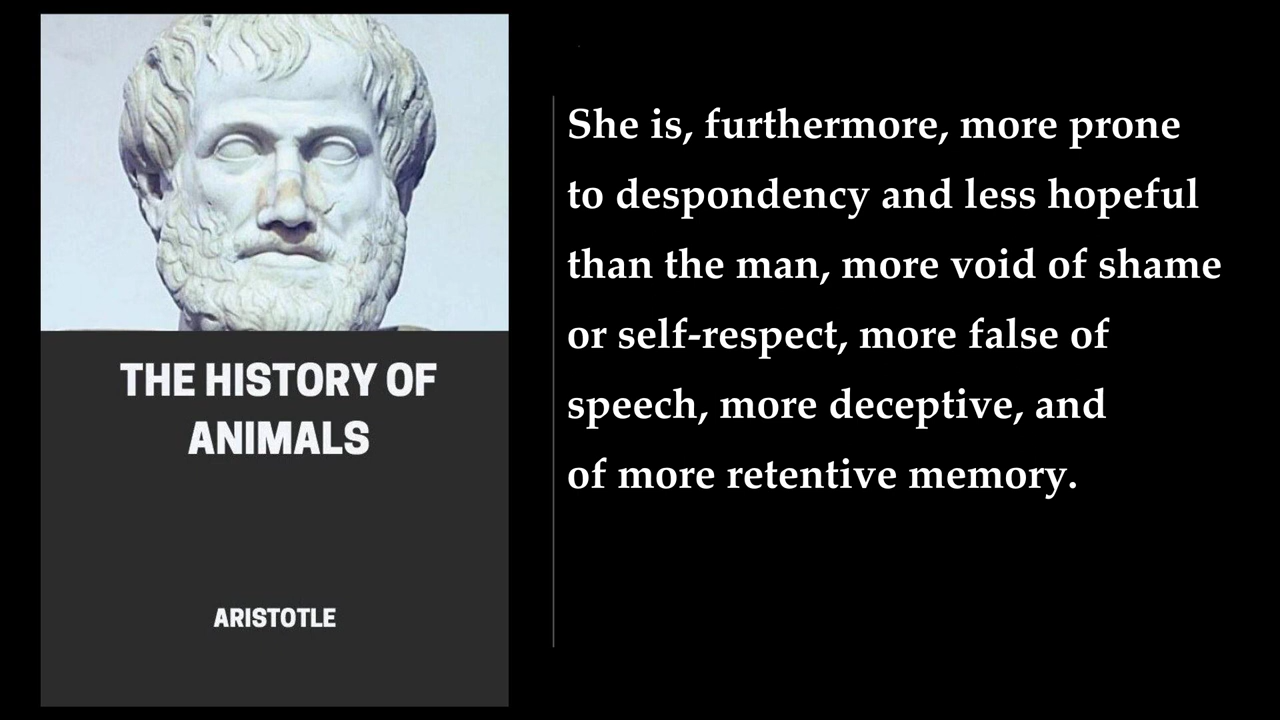 THE HISTORY OF
ANIMALS
ARISTOTLE
She is, furthermore, more prone
to despondency and less hopeful
than the man, more void of shame
or self-respect, more false of
speech, more deceptive, and
of more retentive memory.